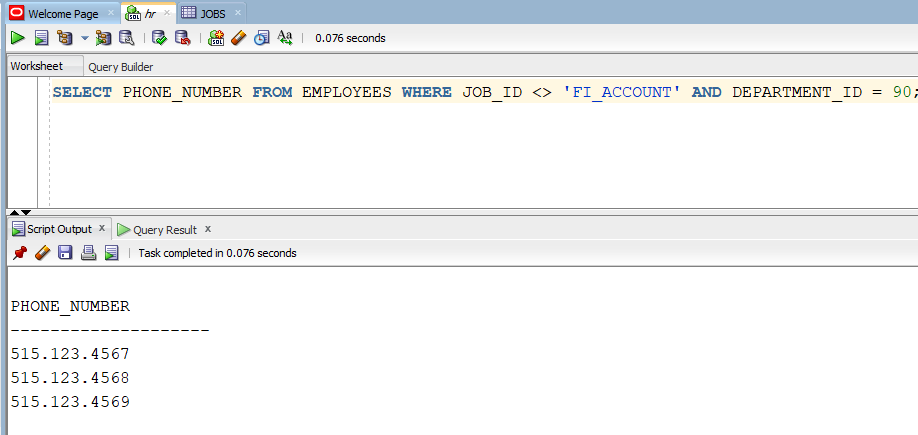 Welcome Page hr JOBS
SQL 0.076 seconds
Worksheet Query Builder
SELECT PHONE_NUMBER FROM EMPLOYEES WHERE JOB_ID <> 'FI_ACCOUNT' AND DEPARTMENT_ID = 90;
Script Output x Query Result x
Task completed in 0.076 seconds
PHONE_NUMBER
--------------------
515.123.4567
515.123.4568
515.123.4569